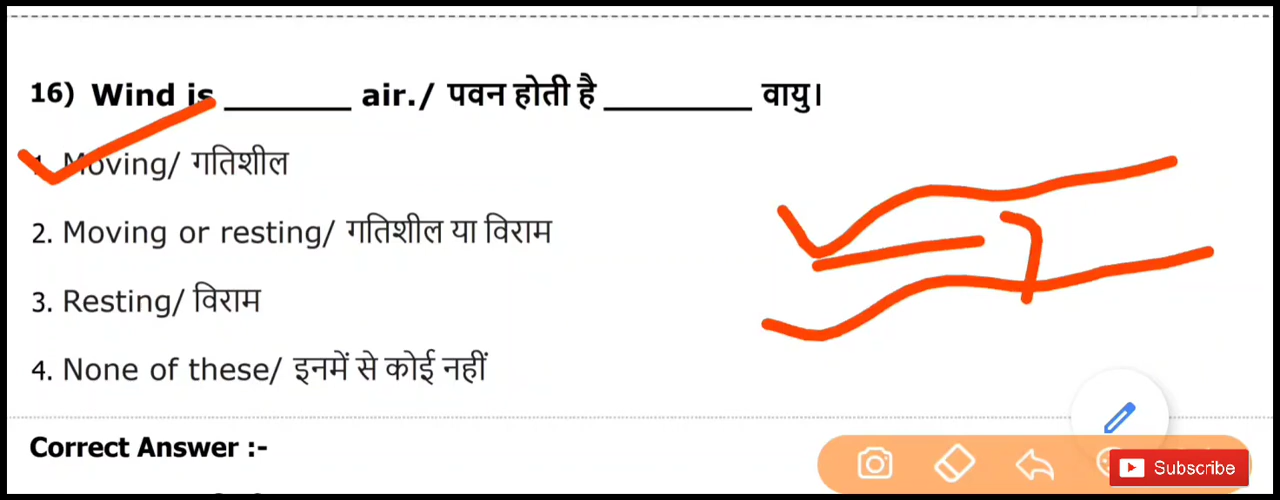 16) Wind is _______ air./ पवन होती है ________ वायु।
1. Moving/ गतिशील
2. Moving or resting/ गतिशील या विराम
3. Resting/ विराम
4. None of these/ इनमें से कोई नहीं
Correct Answer :-
Subscribe